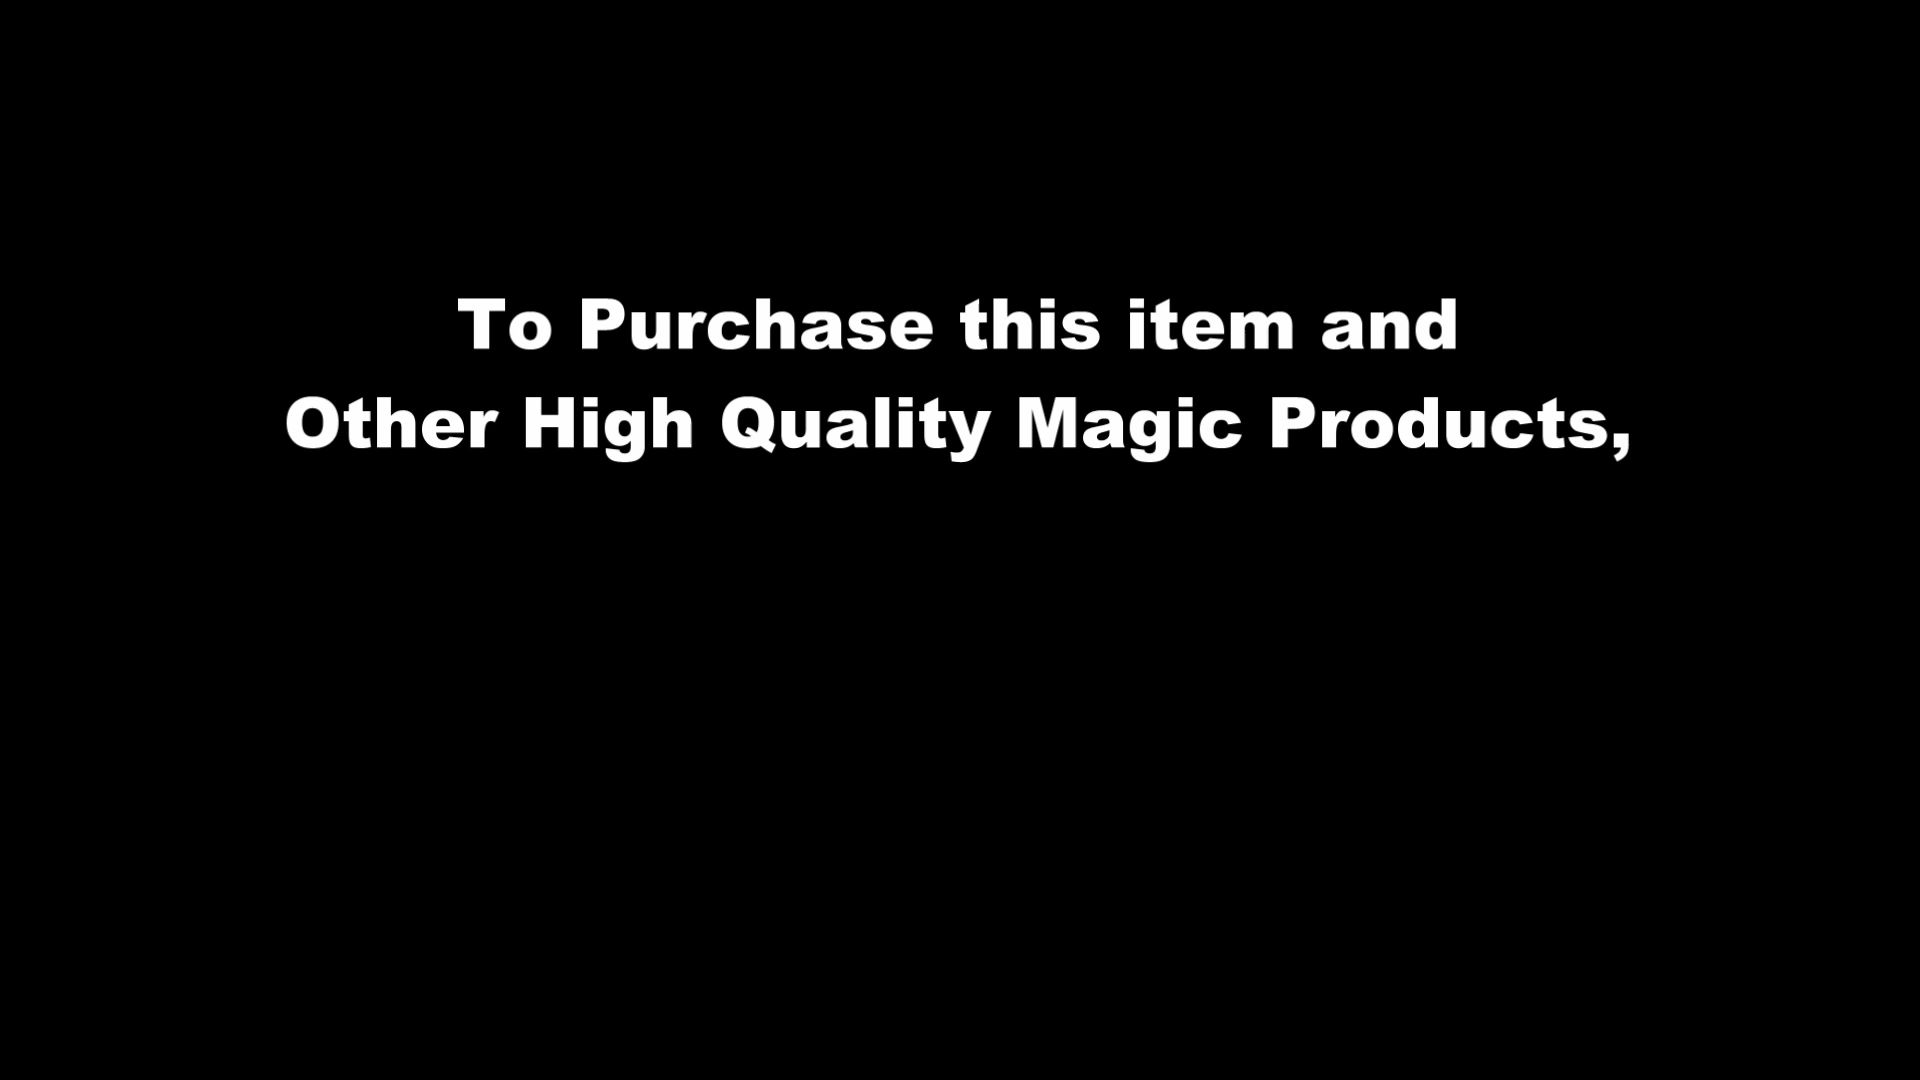 To Purchase this item and
Other High Quality Magic Products,